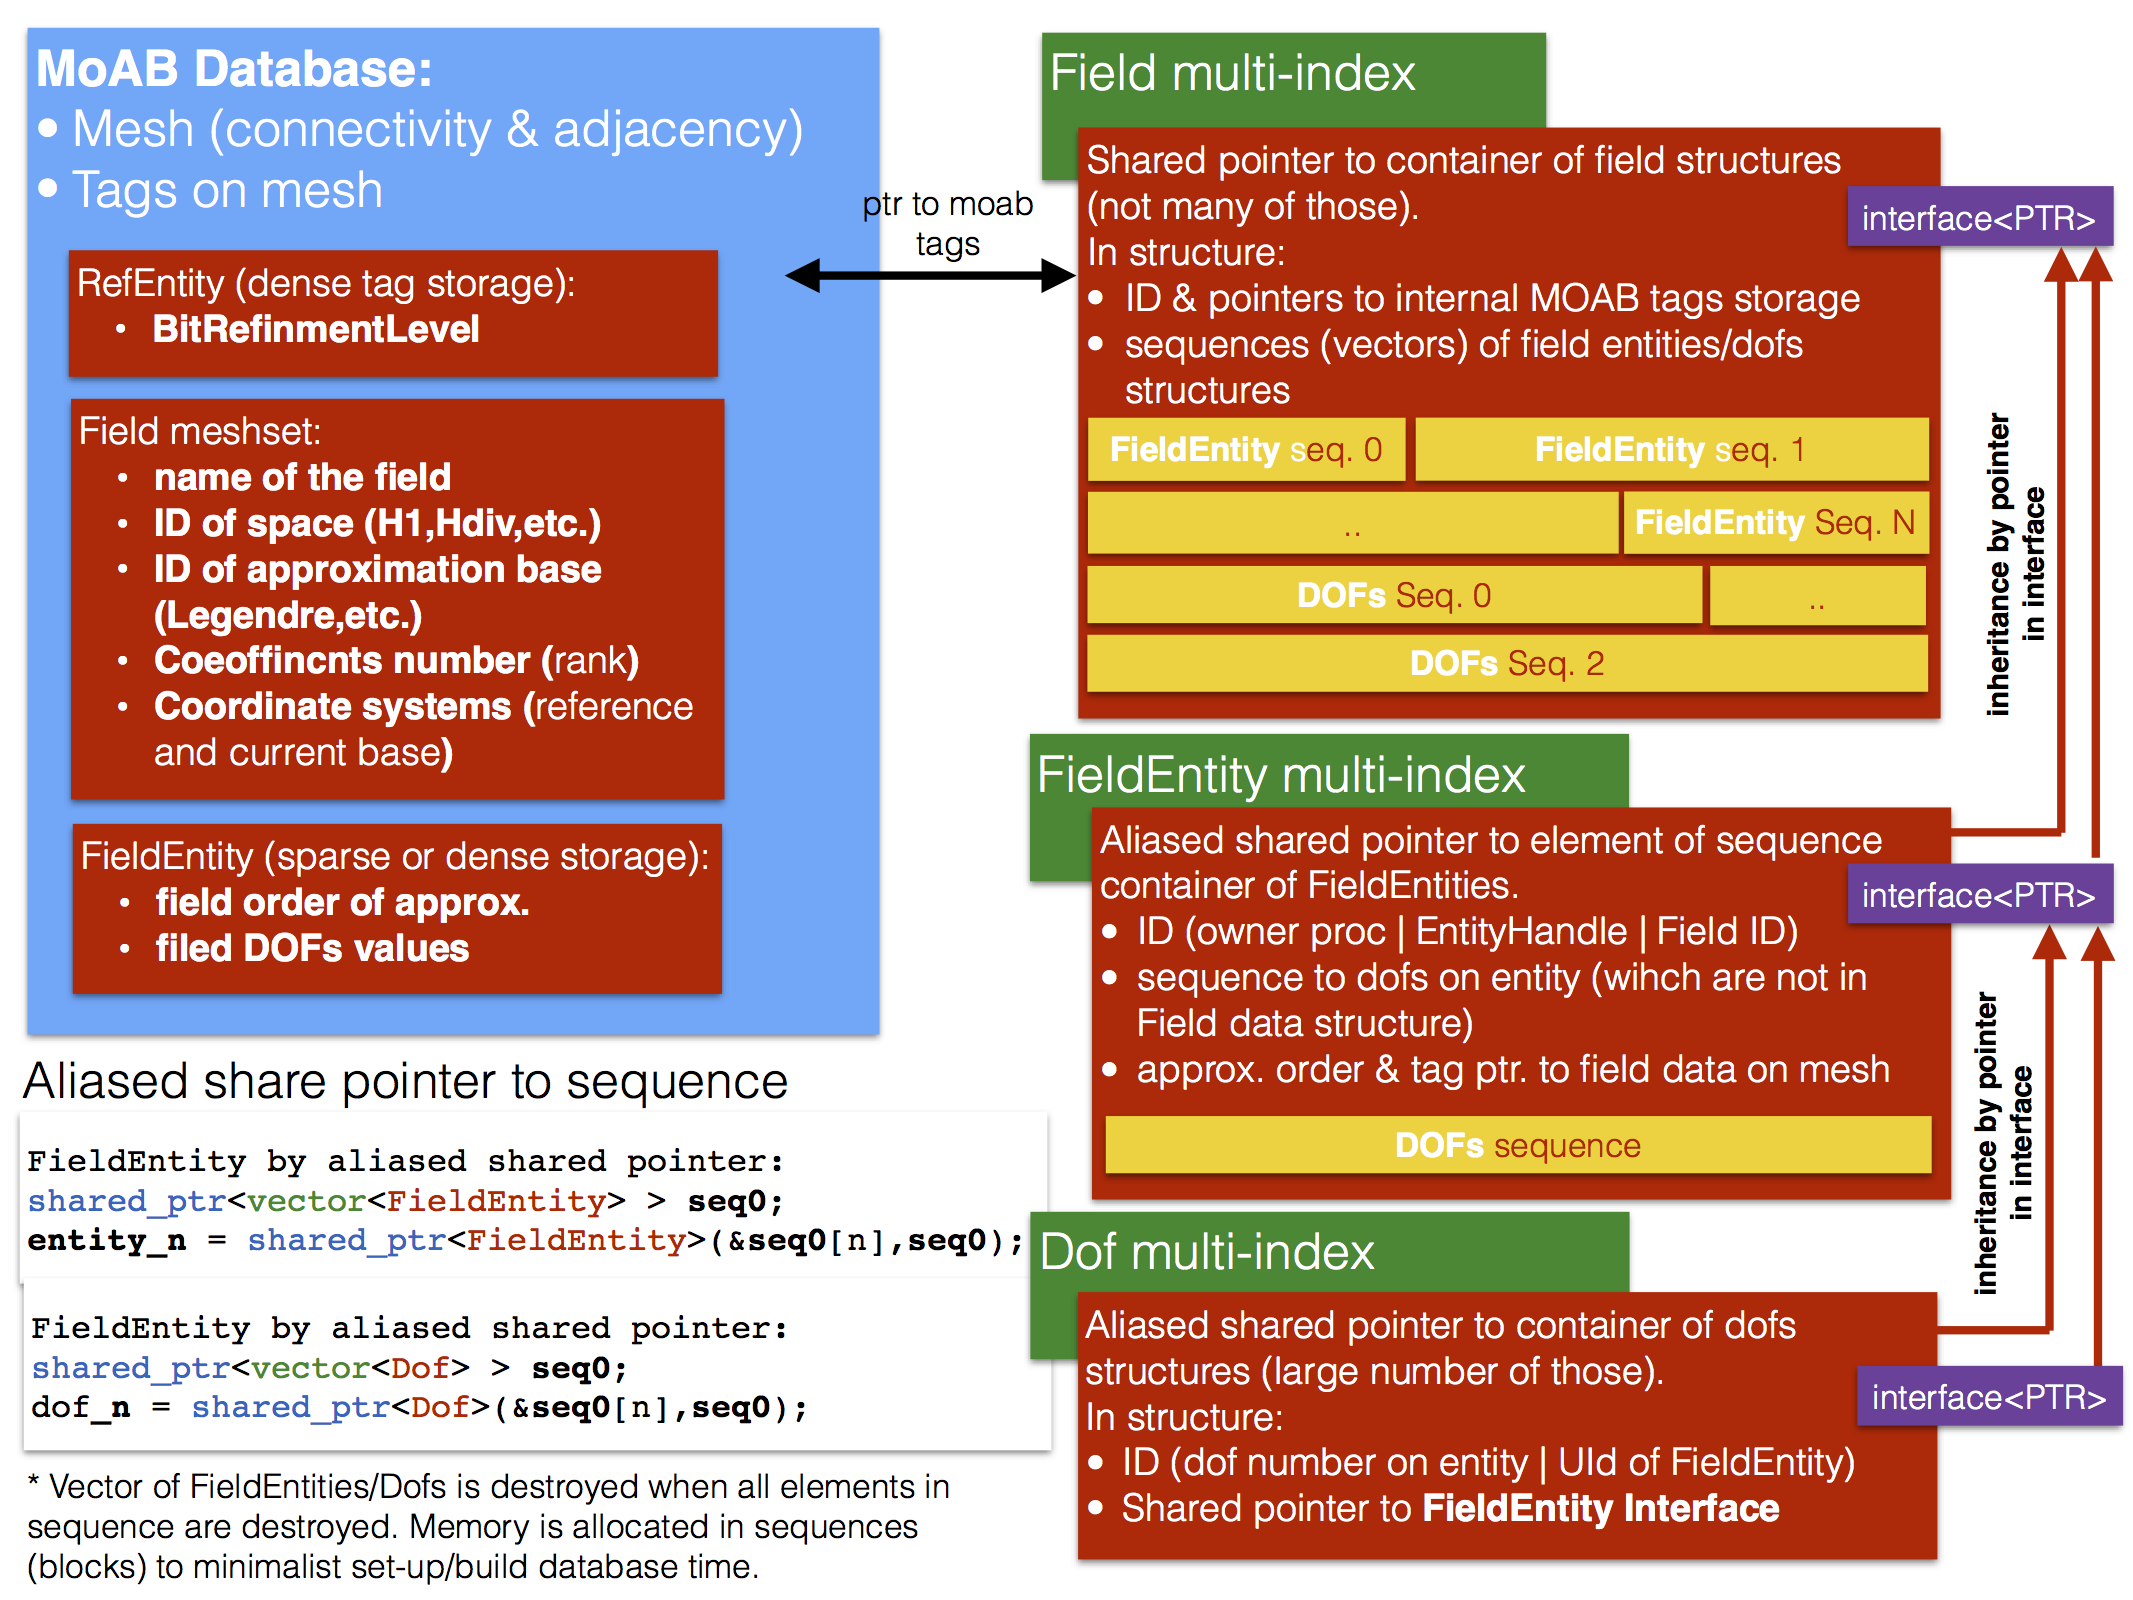 MoAB Database:
• Mesh (connectivity & adjacency)
• Tags on mesh
RefEntity (dense tag storage):
• BitRefinmentLevel
Field meshset:
• name of the field
• ID of space (H1,Hdiv,etc.)
• ID of approximation base
(Legendre,etc.)
• Coeoffincnts number (rank)
• Coordinate systems (reference
and current base)
FieldEntity (sparse or dense storage):
• field order of approx.
• filed DOFs values
ptr to moab
tags
Field multi-index
Shared pointer to container of field structures
(not many of those).
In structure:
• ID & pointers to internal MOAB tags storage
• sequences (vectors) of field entities/dofs
structures
FieldEntity seq. 0
FieldEntity seq. 1
..
FieldEntity Seq. N
DOFs Seq. 0
..
DOFs Seq. 2
interface<PTR>
inheritance by pointer
in interface
FieldEntity multi-index
Aliased shared pointer to element of sequence
container of FieldEntities.
• ID (owner proc | EntityHandle | Field ID)
• sequence to dofs on entity (wihch are not in
Field data structure)
• approx. order & tag ptr. to field data on mesh
DOFs sequence
interface<PTR>
inheritance by pointer
in interface
Dof multi-index
Aliased shared pointer to container of dofs
structures (large number of those).
In structure:
• ID (dof number on entity | UId of FieldEntity)
• Shared pointer to FieldEntity Interface
interface<PTR>
Aliased share pointer to sequence
FieldEntity by aliased shared pointer:
shared_ptr<vector<FieldEntity> > seq0;
entity_n = shared_ptr<FieldEntity>(&seq0[n],seq0);
FieldEntity by aliased shared pointer:
shared_ptr<vector<Dof> > seq0;
dof_n = shared_ptr<Dof>(&seq0[n],seq0);
* Vector of FieldEntities/Dofs is destroyed when all elements in
sequence are destroyed. Memory is allocated in sequences
(blocks) to minimalist set-up/build database time.